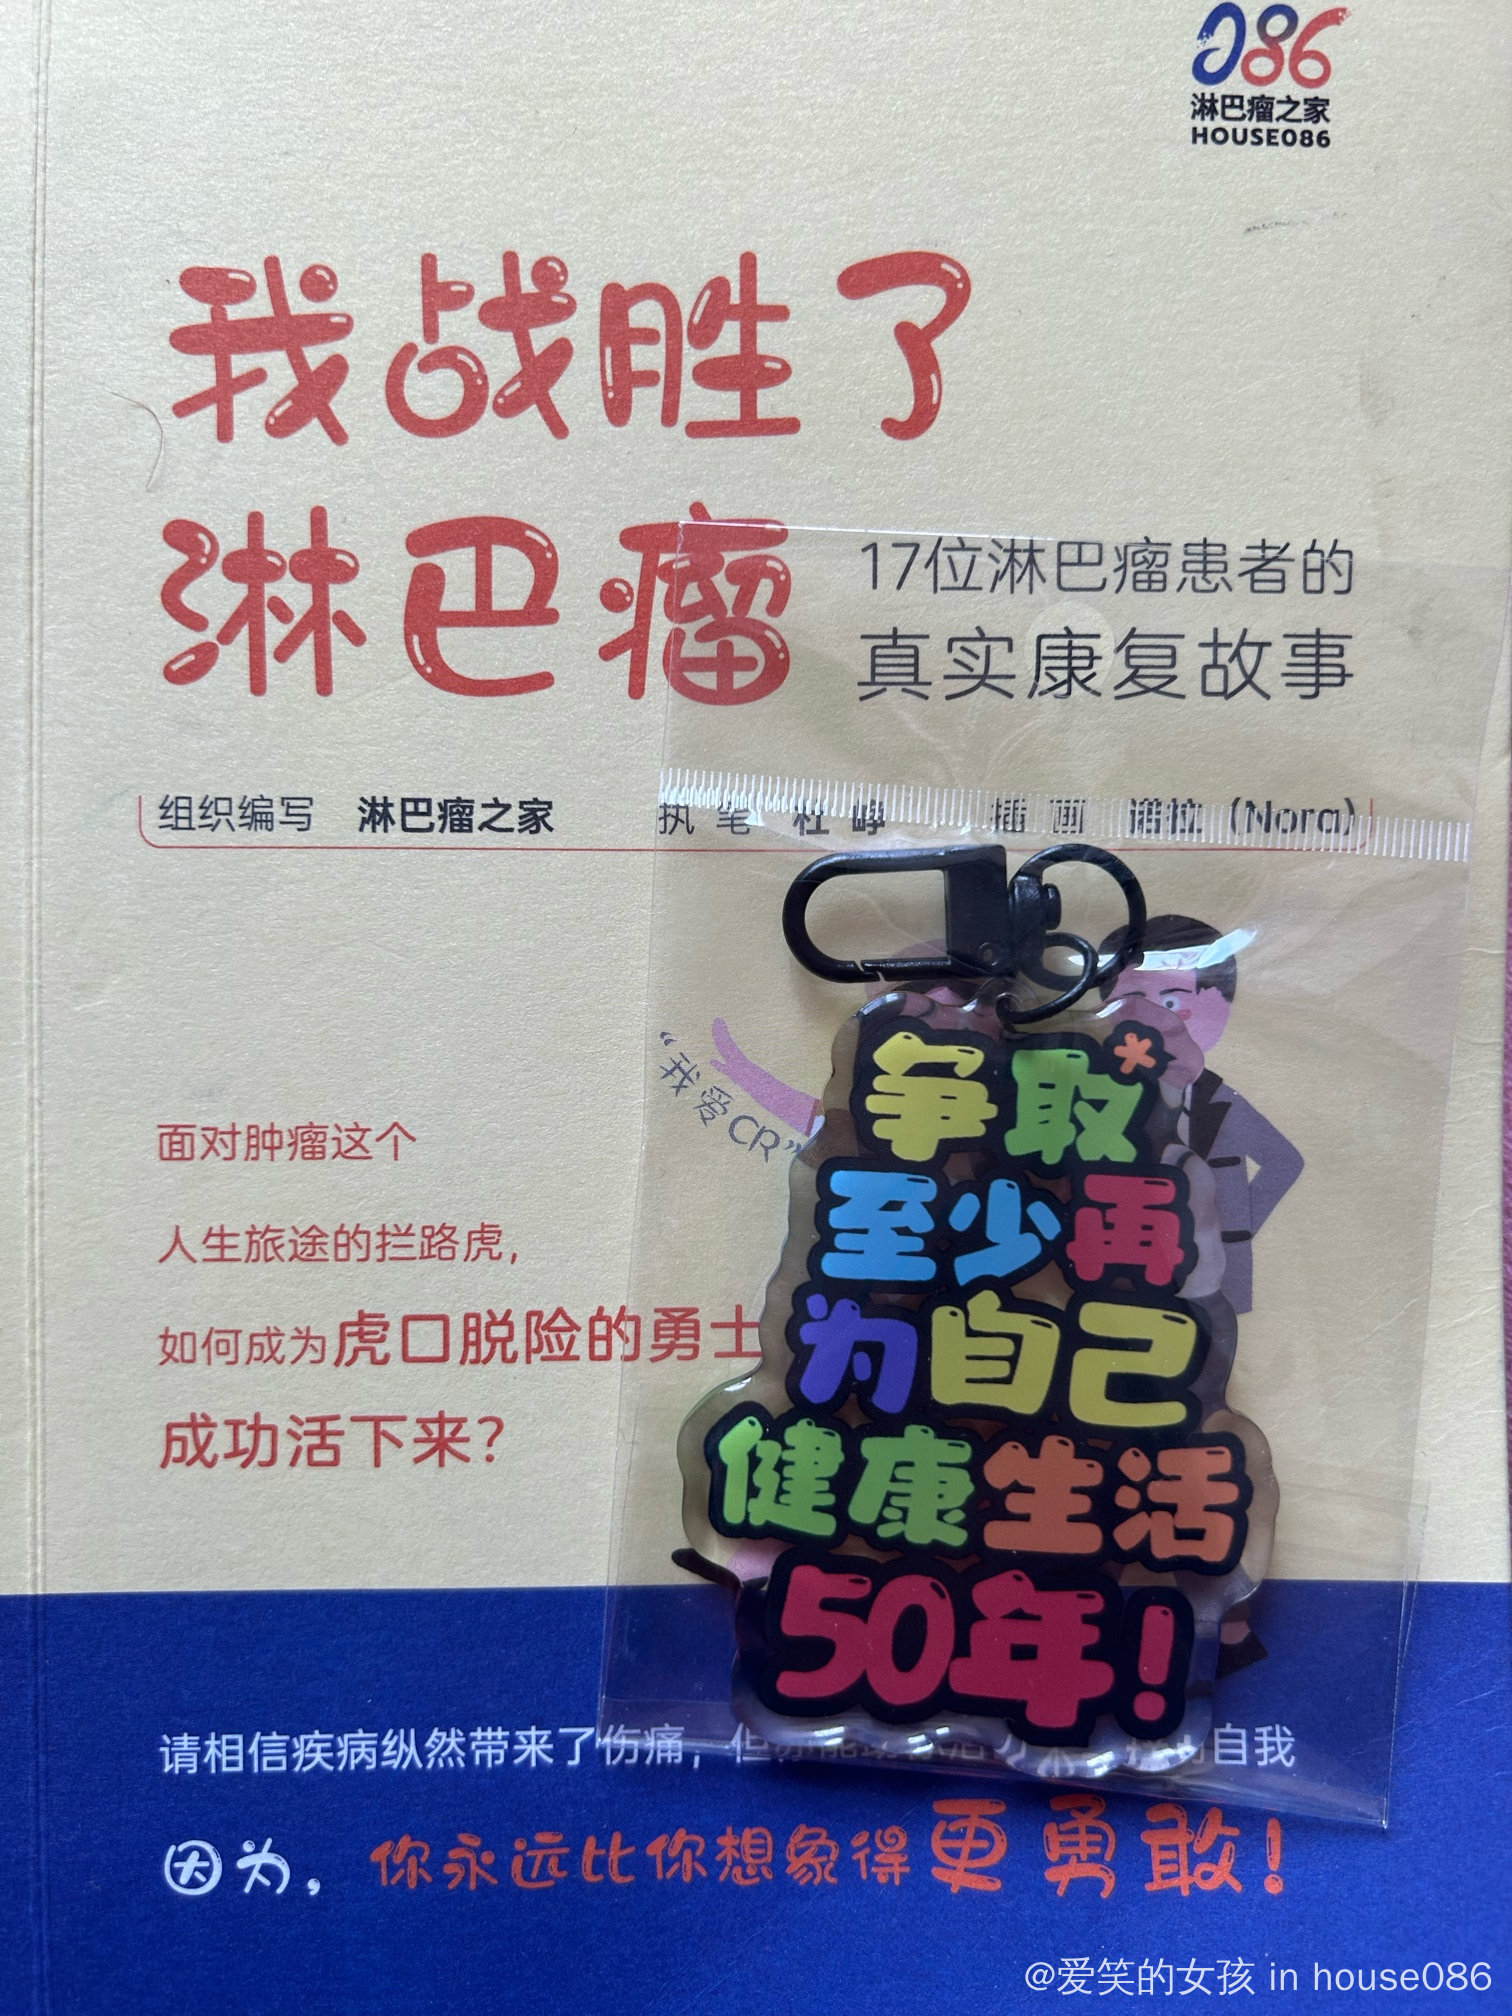 086
淋巴瘤之家
HOUSE086
我战胜了
淋巴瘤
17位淋巴瘤患者的
真实康复故事
组织编写 淋巴瘤之家 执笔 杜 峥 插画 (Nora)
“我爱CR”
争取*
至少再
为自己
健康生活
50年!
面对肿瘤这个
人生旅途的拦路虎,
如何成为虎口脱险的勇士
成功活下来?
请相信疾病纵然带来了伤痛,但 自我
因为,你永远比你想象得更勇敢!
@爱笑的女孩 in house086